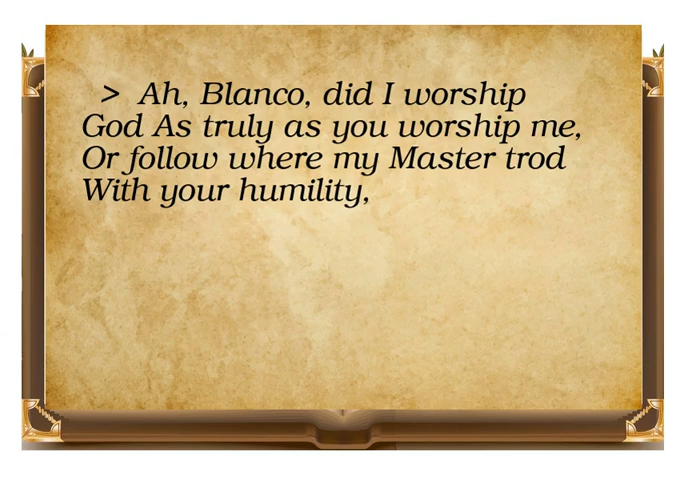 > Ah, Blanco, did I worship
God As truly as you worship me,
Or follow where my Master trod
With your humility,